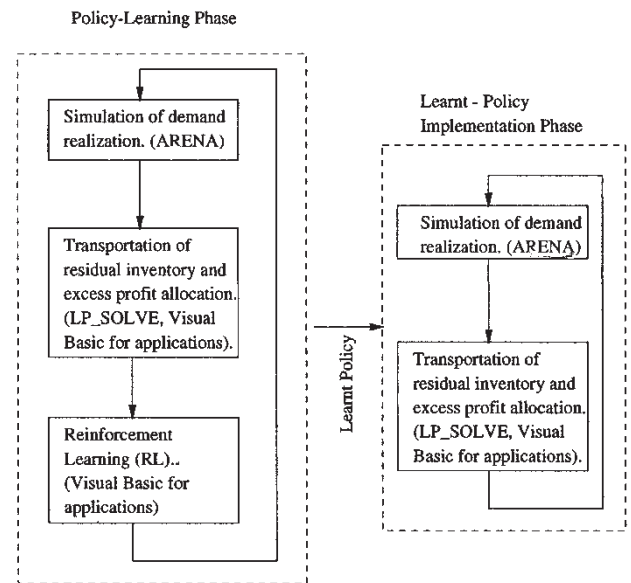 Policy-Learning Phase
Simulation of demand
realization. (ARENA)
Transportation of
residual inventory and
excess profit allocation.
(LP_SOLVE, Visual
Basic for applications).
Reinforcement
Learning (RL)..
(Visual Basic for
applications)
Learnt Policy
Learnt - Policy
Implementation Phase
Simulation of demand
realization. (ARENA)
Transportation of
residual inventory and
excess profit allocation.
(LP_SOLVE, Visual
Basic for applications).